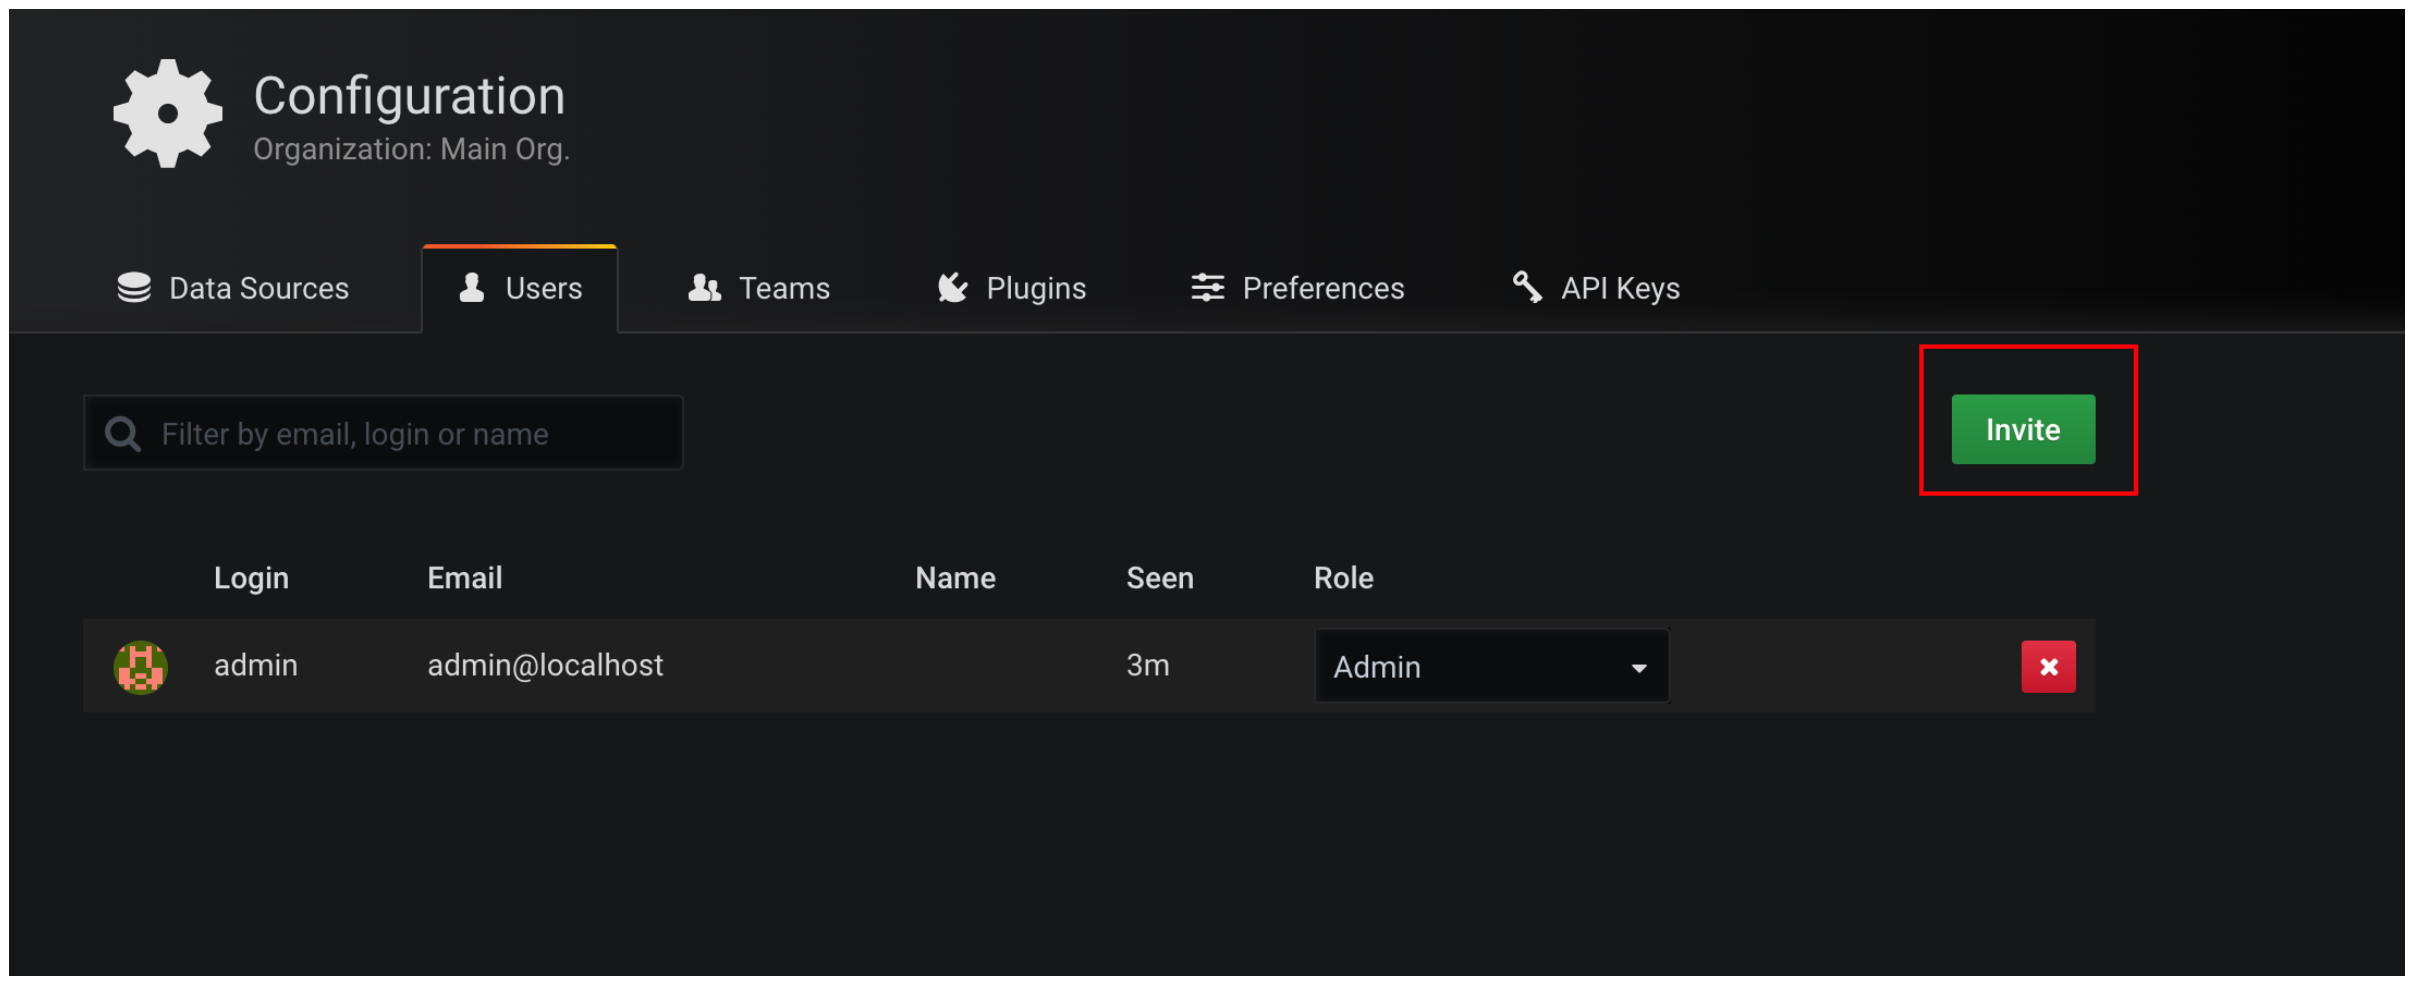 Configuration
Organization: Main Org.
Data Sources Users Teams Plugins Preferences API Keys
Filter by email, login or name Invite
Login Email Name Seen Role
admin admin@localhost 3m Admin